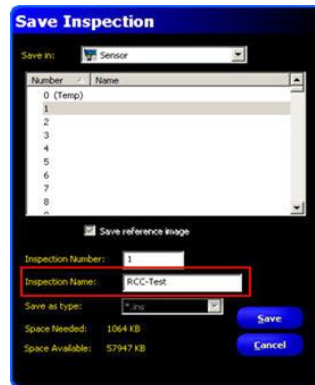 Save Inspection
Save in: Sensor
Number Name
0 (Temp)
1
2
3
4
5
6
7
8
Save reference image
Inspection Number: 1
Inspection Name: RCC-Test
Save as type: *.ins
Space Needed: 1064 KB
Save
Space Available: 57947 KB
Cancel